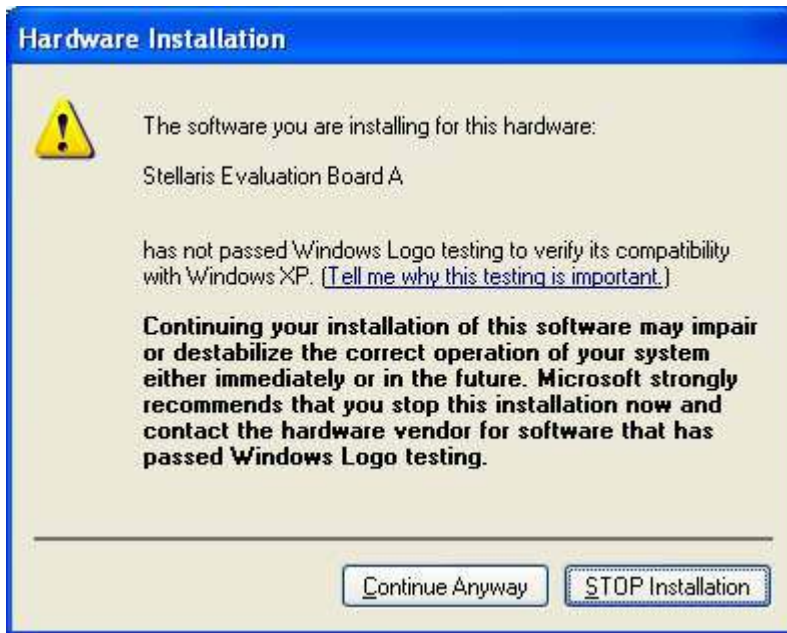 Hardware Installation
The software you are installing for this hardware:
Stellaris Evaluation Board A
has not passed Windows Logo testing to verify its compatibility
with Windows XP. (Tell me why this testing is important.)
Continuing your installation of this software may impair
or destabilize the correct operation of your system
either immediately or in the future. Microsoft strongly
recommends that you stop this installation now and
contact the hardware vendor for software that has
passed Windows Logo testing.
Continue Anyway STOP Installation